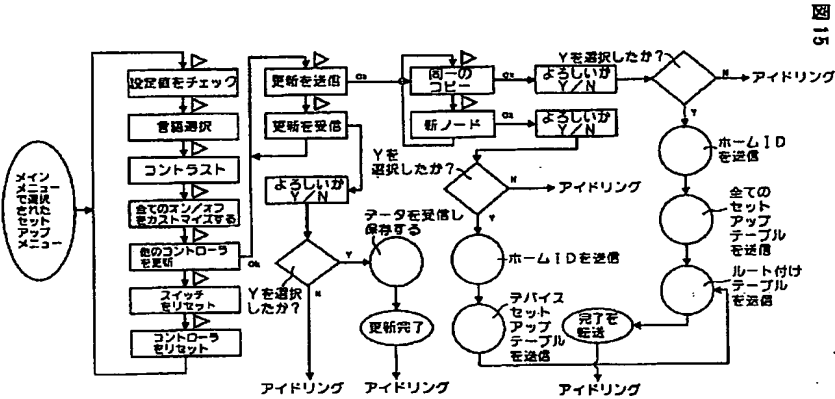 図15
メイン
メニュー
で選択
された
セット
アップ
メニュー
設定値をチェック
言語選択
コントラスト
全てのオン/オフ
をカスタマイズする
他のコントローラ
を更新
Ok
スイッチ
をリセット
コントローラ
をリセット
更新を送信
Ok
更新を受信
よろしいか
Y/N
Yを選択
したか?
Y
N
アイドリング
データを受信し
保存する
更新完了
アイドリング
同一の
コピー
Ok
新ノード
Ok
よろしいか
Y/N
よろしいか
Y/N
Yを
選択したか?
N
アイドリング
Y
ホームIDを送信
デバイス
セット
アップ
テーブル
を送信
Yを選択したか?
N
アイドリング
Y
ホームID
を送信
全ての
セット
アップ
テーブル
を送信
ルート付け
テーブル
を送信
完了を
転送
アイドリング